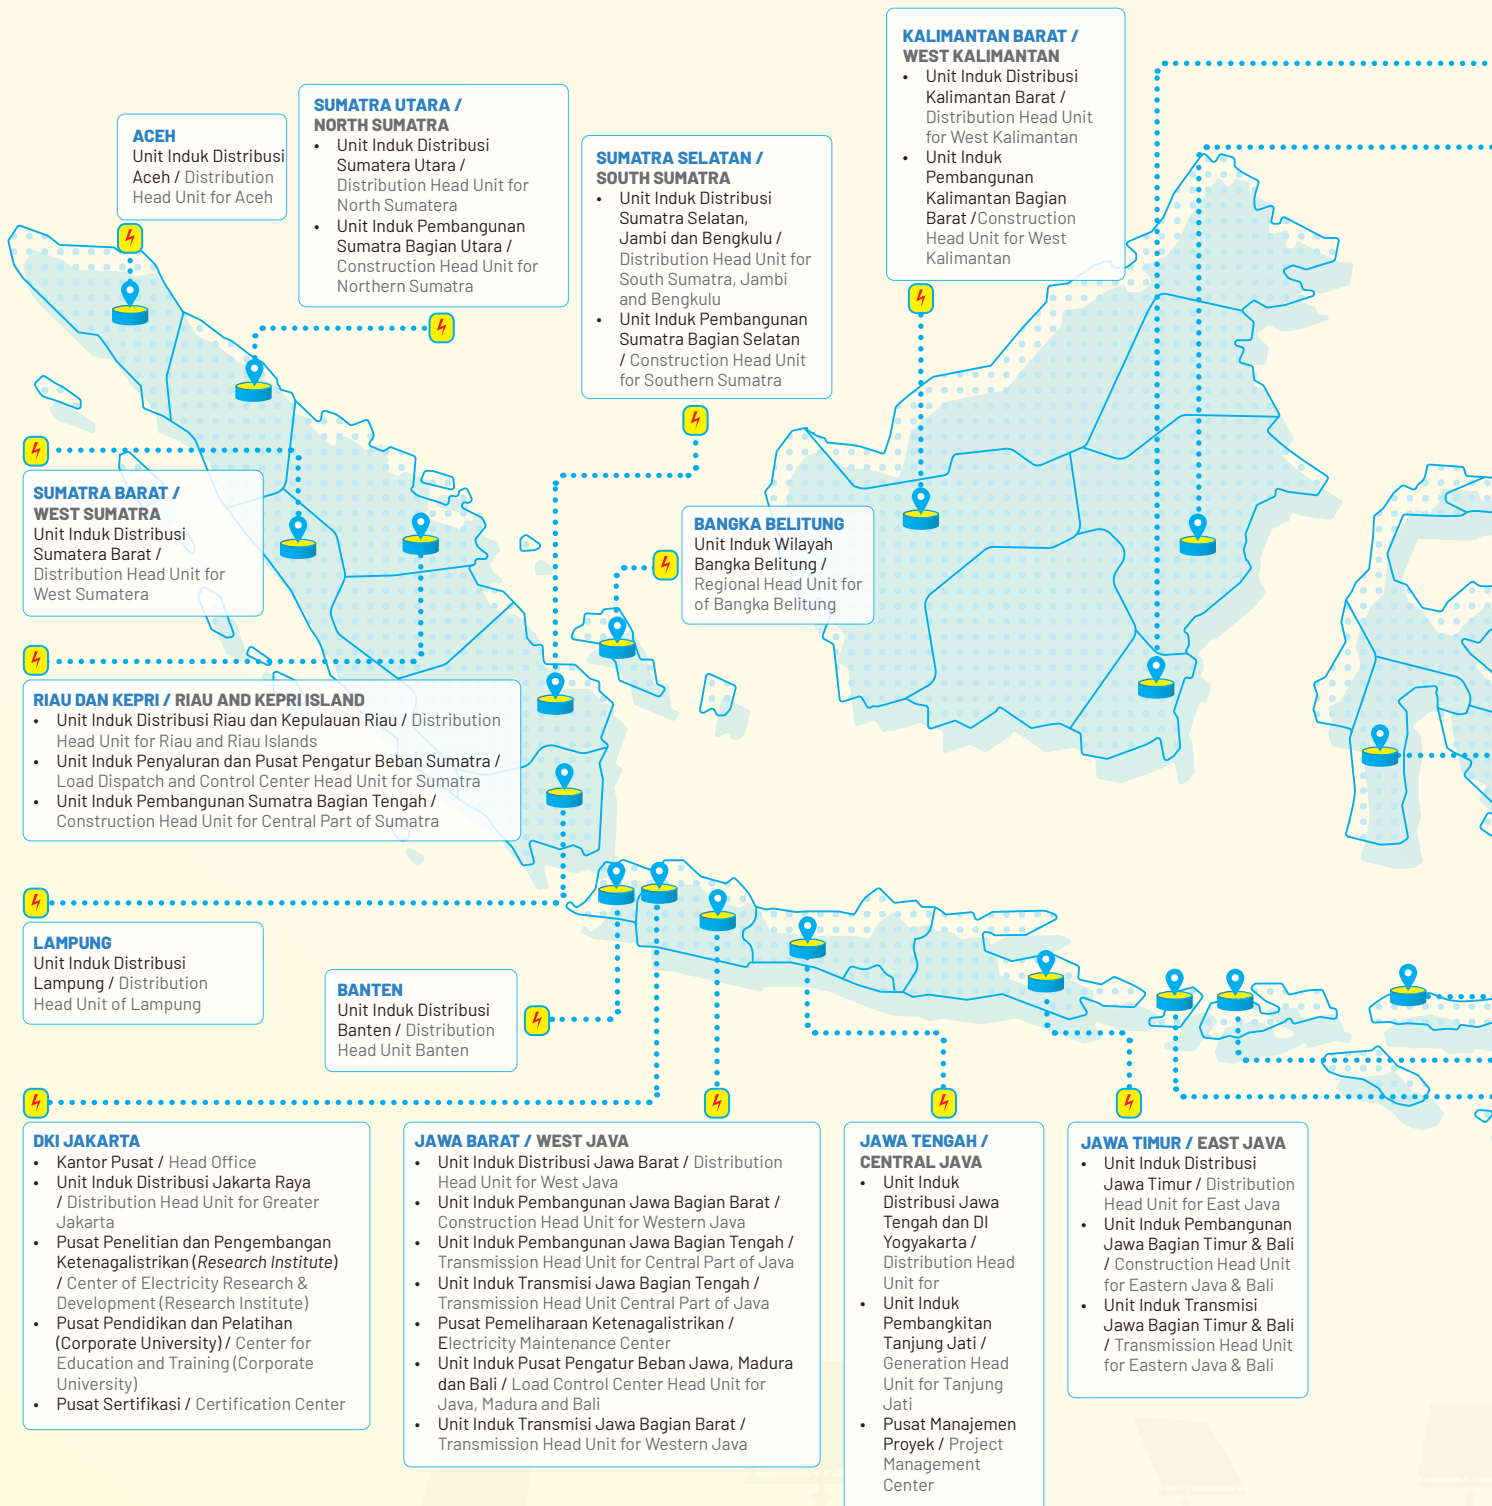 KALIMANTAN BARAT /
WEST KALIMANTAN
• Unit Induk Distribusi
Kalimantan Barat /
Distribution Head Unit
for West Kalimantan
• Unit Induk
Pembangunan
Kalimantan Bagian
Barat /Construction
Head Unit for West
Kalimantan
SUMATRA UTARA /
NORTH SUMATRA
• Unit Induk Distribusi
Sumatera Utara /
Distribution Head Unit for
North Sumatera
• Unit Induk Pembangunan
Sumatra Bagian Utara /
Construction Head Unit for
Northern Sumatra
ACEH
Unit Induk Distribusi
Aceh / Distribution
Head Unit for Aceh
SUMATRA SELATAN /
SOUTH SUMATRA
• Unit Induk Distribusi
Sumatra Selatan,
Jambi dan Bengkulu /
Distribution Head Unit for
South Sumatra, Jambi
and Bengkulu
• Unit Induk Pembangunan
Sumatra Bagian Selatan
/ Construction Head Unit
for Southern Sumatra
SUMATRA BARAT /
WEST SUMATRA
Unit Induk Distribusi
Sumatera Barat /
Distribution Head Unit for
West Sumatera
BANGKA BELITUNG
Unit Induk Wilayah
Bangka Belitung /
Regional Head Unit for
of Bangka Belitung
RIAU DAN KEPRI / RIAU AND KEPRI ISLAND
• Unit Induk Distribusi Riau dan Kepulauan Riau / Distribution
Head Unit for Riau and Riau Islands
• Unit Induk Penyaluran dan Pusat Pengatur Beban Sumatra /
Load Dispatch and Control Center Head Unit for Sumatra
• Unit Induk Pembangunan Sumatra Bagian Tengah /
Construction Head Unit for Central Part of Sumatra
LAMPUNG
Unit Induk Distribusi
Lampung / Distribution
Head Unit of Lampung
BANTEN
Unit Induk Distribusi
Banten / Distribution
Head Unit Banten
DKI JAKARTA
• Kantor Pusat / Head Office
• Unit Induk Distribusi Jakarta Raya
/ Distribution Head Unit for Greater
Jakarta
• Pusat Penelitian dan Pengembangan
Ketenagalistrikan (Research Institute)
/ Center of Electricity Research &
Development (Research Institute)
• Pusat Pendidikan dan Pelatihan
(Corporate University) / Center for
Education and Training (Corporate
University)
• Pusat Sertifikasi / Certification Center
JAWA BARAT / WEST JAVA
• Unit Induk Distribusi Jawa Barat / Distribution
Head Unit for West Java
• Unit Induk Pembangunan Jawa Bagian Barat /
Construction Head Unit for Western Java
• Unit Induk Pembangunan Jawa Bagian Tengah /
Transmission Head Unit for Central Part of Java
• Unit Induk Transmisi Jawa Bagian Tengah /
Transmission Head Unit Central Part of Java
• Pusat Pemeliharaan Ketenagalistrikan /
Electricity Maintenance Center
• Unit Induk Pusat Pengatur Beban Jawa, Madura
dan Bali / Load Control Center Head Unit for
Java, Madura and Bali
• Unit Induk Transmisi Jawa Bagian Barat /
Transmission Head Unit for Western Java
JAWA TENGAH /
CENTRAL JAVA
• Unit Induk
Distribusi Jawa
Tengah dan DI
Yogyakarta /
Distribution Head
Unit for
• Unit Induk
Pembangkitan
Tanjung Jati /
Generation Head
Unit for Tanjung
Jati
• Pusat Manajemen
Proyek / Project
Management
Center
JAWA TIMUR / EAST JAVA
• Unit Induk Distribusi
Jawa Timur / Distribution
Head Unit for East Java
• Unit Induk Pembangunan
Jawa Bagian Timur & Bali
/ Construction Head Unit
for Eastern Java & Bali
• Unit Induk Transmisi
Jawa Bagian Timur & Bali
/ Transmission Head Unit
for Eastern Java & Bali